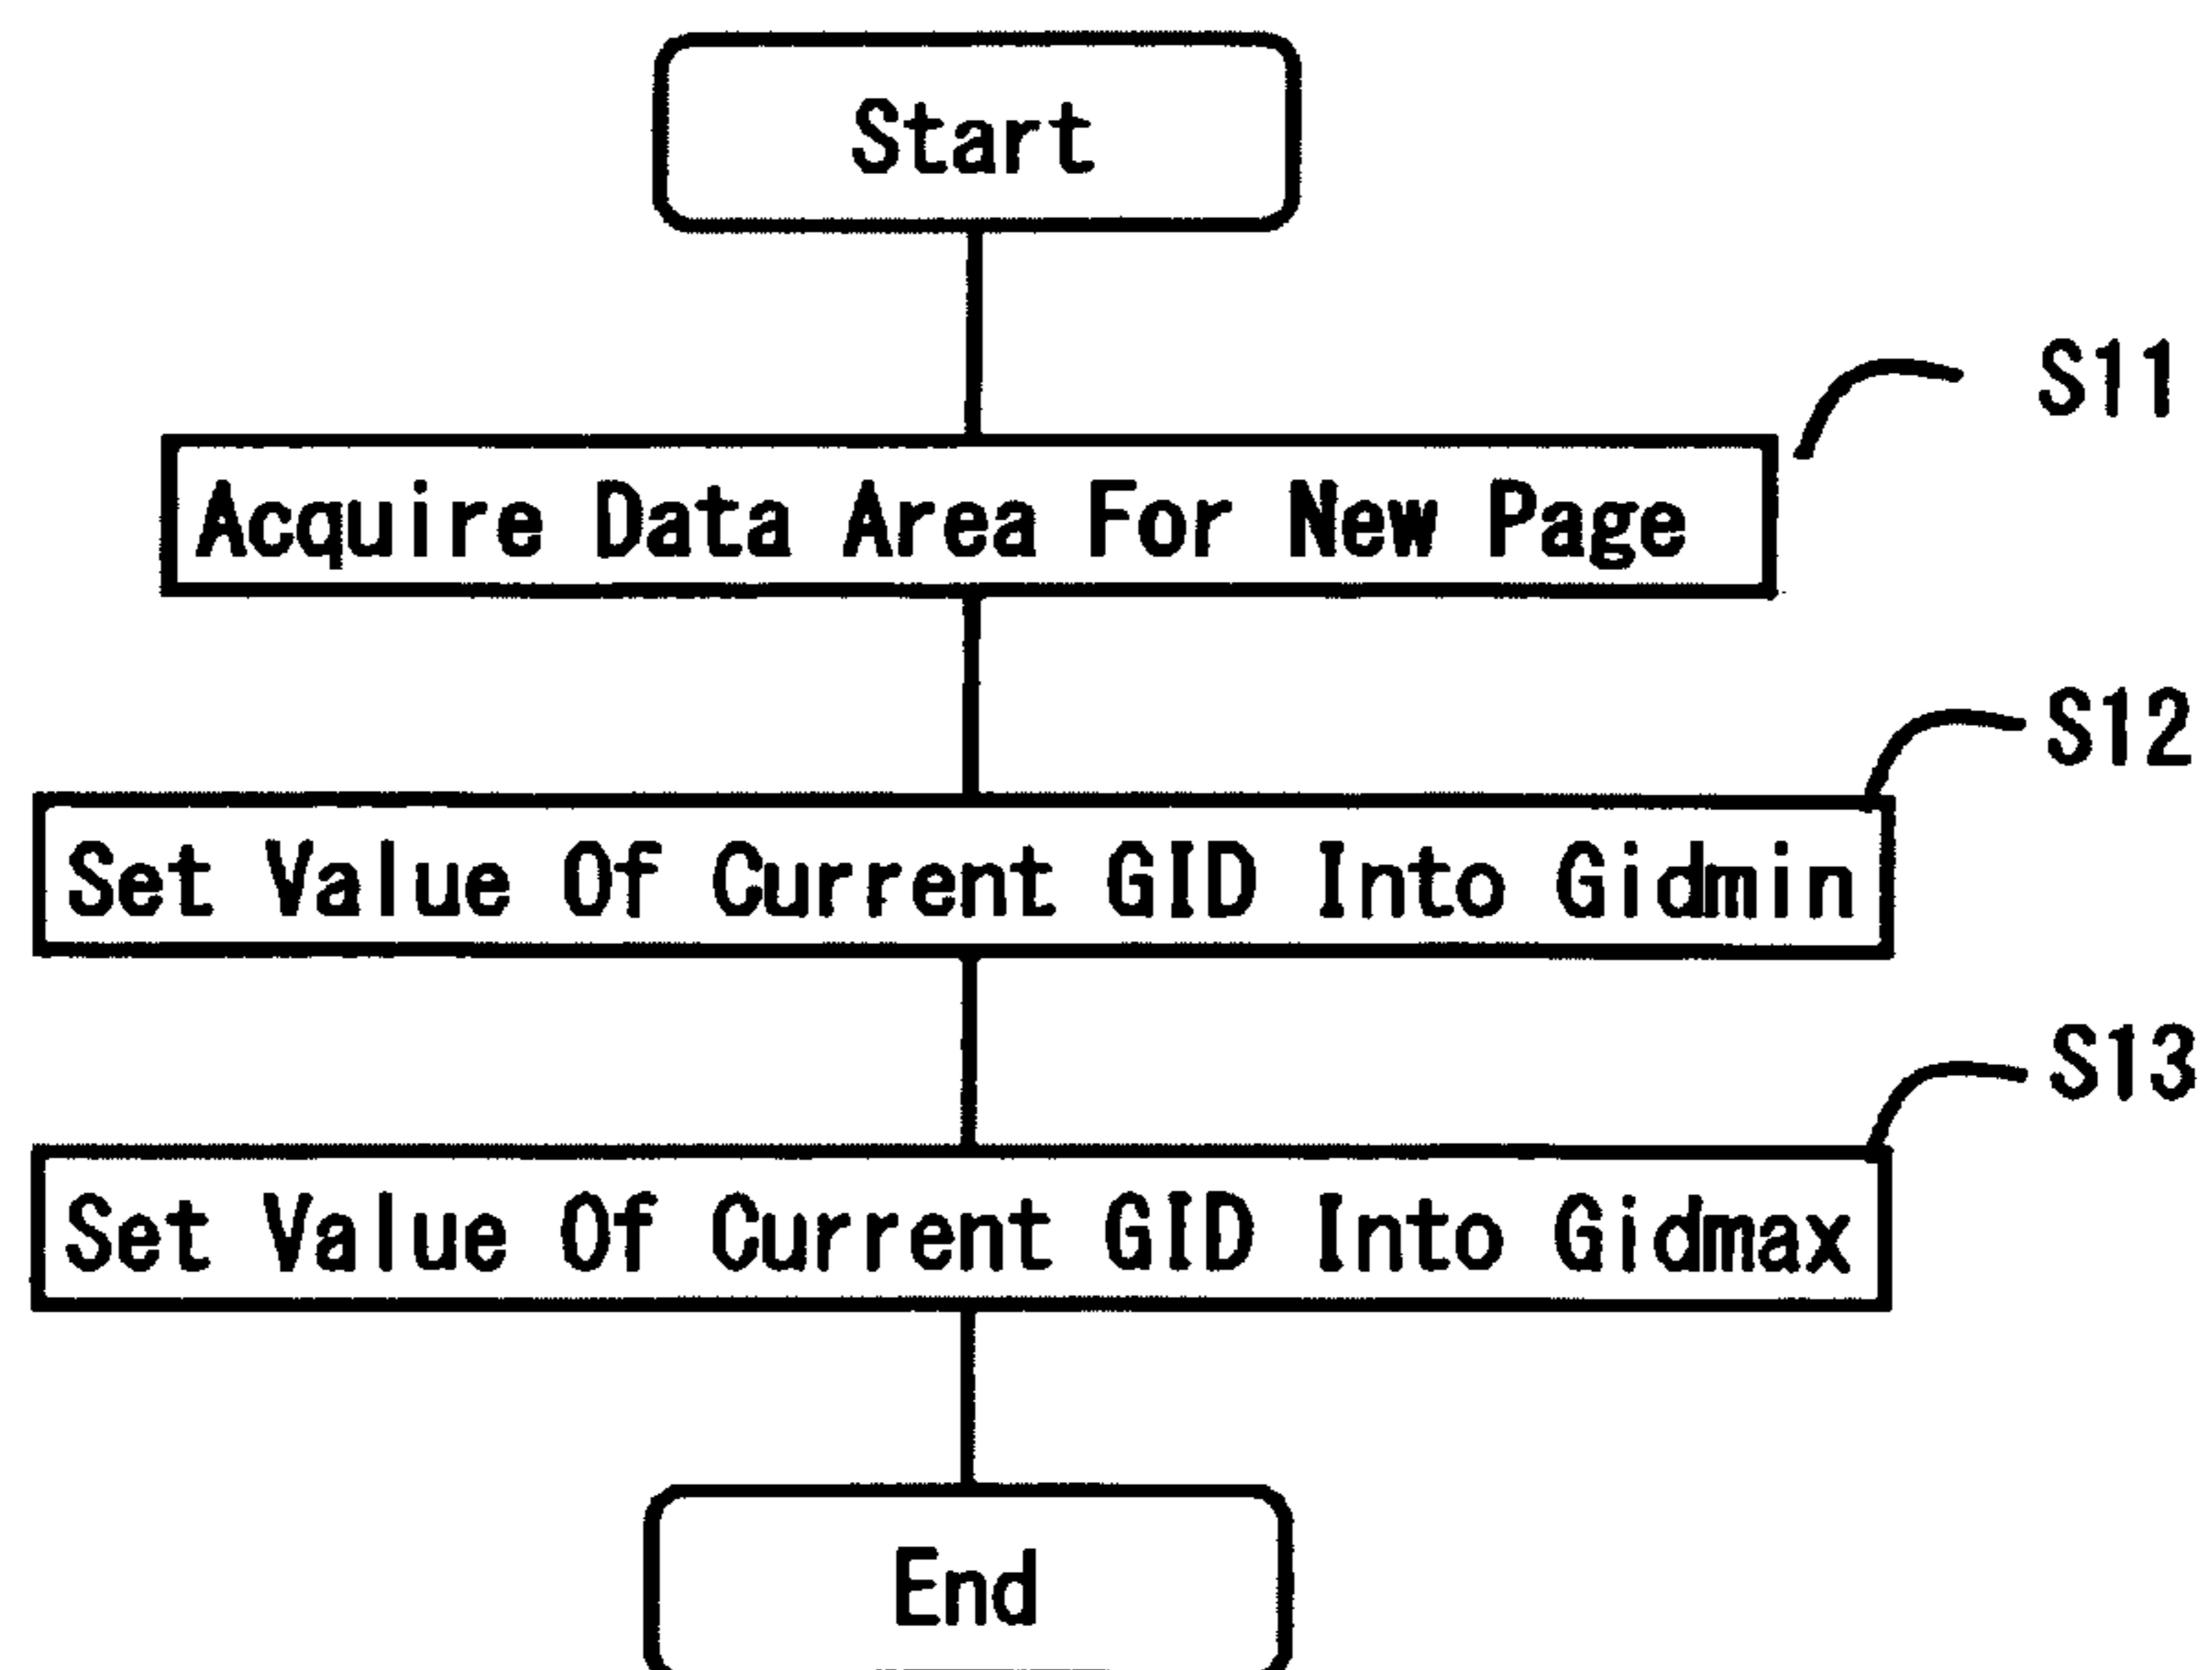 Start
S11
Acquire Data Area For New Page
S12
Set Value Of Current GID Into Gidmin
S13
Set Value Of Current GID Into Gidmax
End